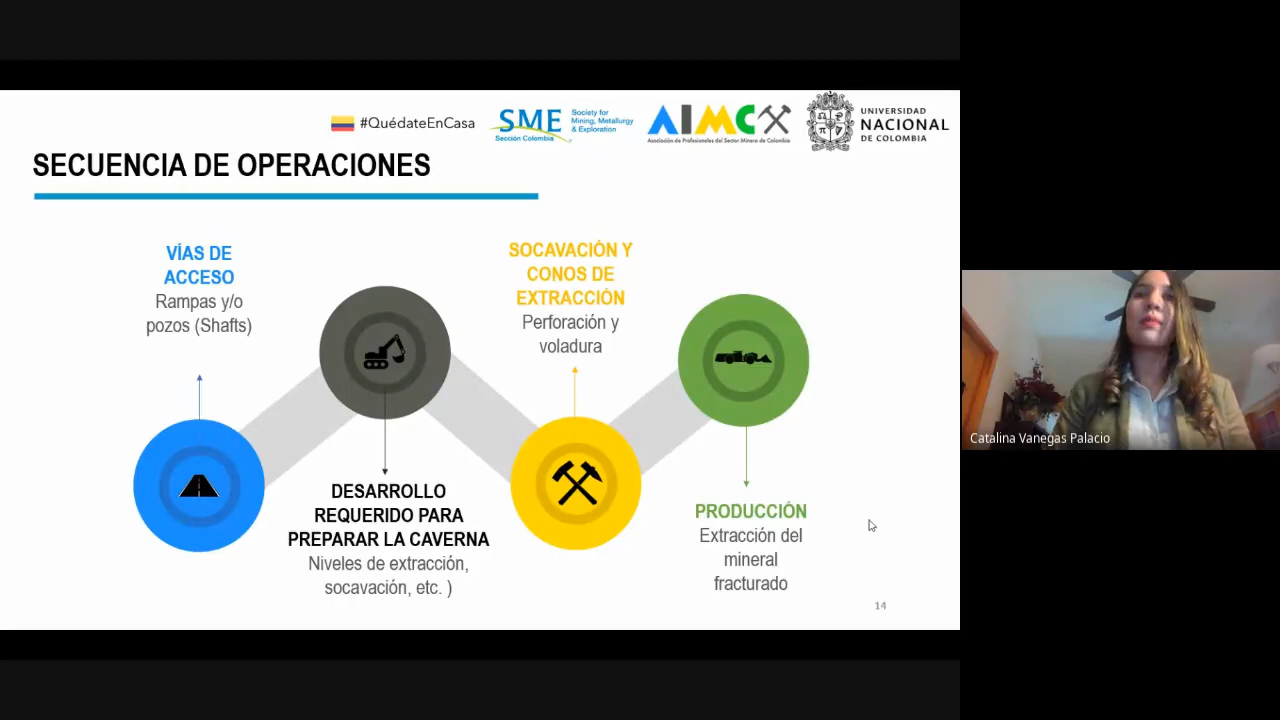 #QuédateEnCasa
SME
Sección Colombia
Society for
Mining, Metallurgy
& Exploration
AIMC
Asociación de Profesionales del Sector Minero de Colombia
UNIVERSIDAD
NACIONAL
DE COLOMBIA
SECUENCIA DE OPERACIONES
VÍAS DE
ACCESO
Rampas y/o
pozos (Shafts)
DESARROLLO
REQUERIDO PARA
PREPARAR LA CAVERNA
Niveles de extracción,
socavación, etc. )
SOCAVACIÓN Y
CONOS DE
EXTRACCIÓN
Perforación y
voladura
PRODUCCIÓN
Extracción del
mineral
fracturado
14
Catalina Vanegas Palacio